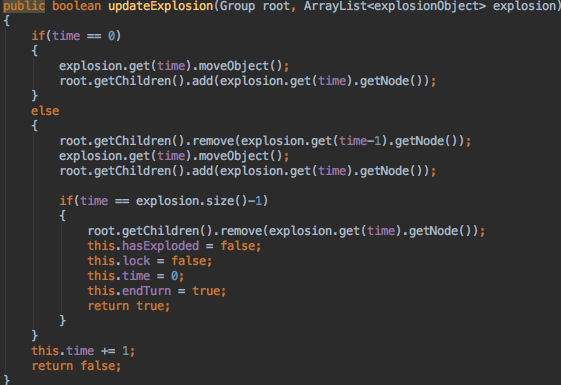 public boolean updateExplosion(Group root, ArrayList<explosionObject> explosion)
{
    if(time == 0)
    {
        explosion.get(time).moveObject();
        root.getChildren().add(explosion.get(time).getNode());
    }
    else
    {
        root.getChildren().remove(explosion.get(time-1).getNode());
        explosion.get(time).moveObject();
        root.getChildren().add(explosion.get(time).getNode());

        if(time == explosion.size()-1)
        {
            root.getChildren().remove(explosion.get(time).getNode());
            this.hasExploded = false;
            this.lock = false;
            this.time = 0;
            this.endTurn = true;
            return true;
        }
    }
    this.time += 1;
    return false;
}